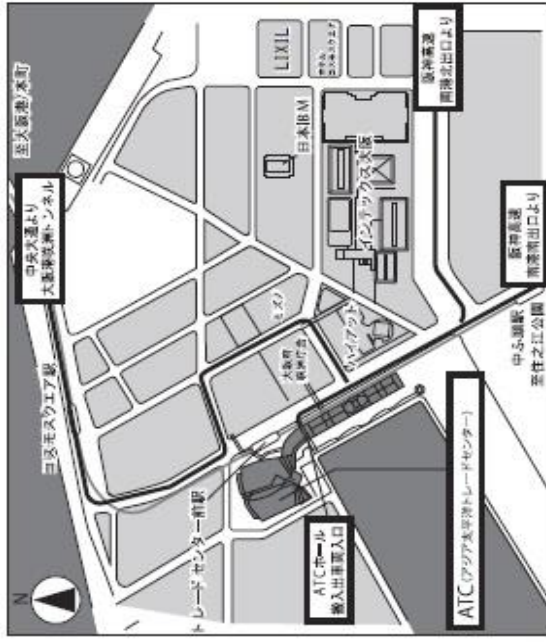 N
至大阪港/本町
中央大通より
大阪港咲洲トンネル
コスモスクエア駅
LIXIL
日本IBM
ミズノ
インテックス大阪
ハイアット
大阪府
咲洲庁舎
トレードセンター前駅
ATCホール
搬入出車両入口
ATC(アジア太平洋トレードセンター)
阪神高速
南港北出口より
阪神高速
南港南出口より
中ふ頭駅
至住之江公園